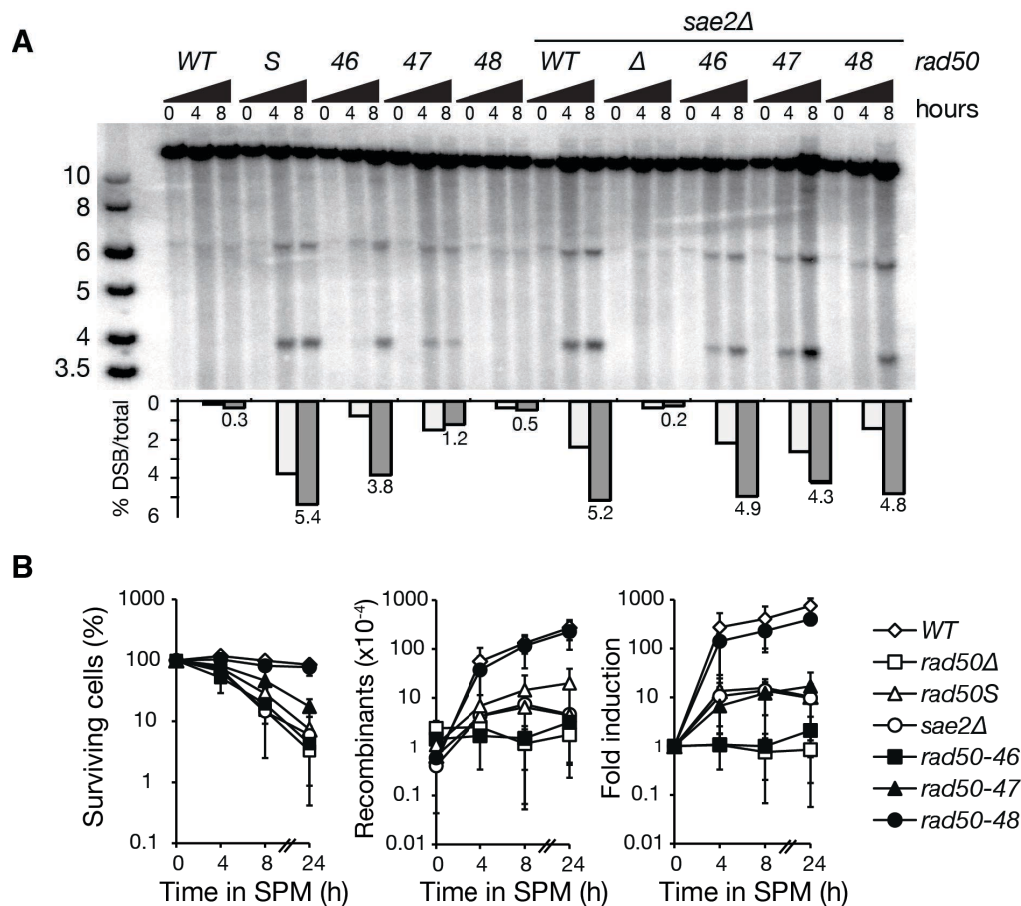 A
sae2Δ
WT S 46 47 48 WT Δ 46 47 48 rad50
0 4 8 0 4 8 0 4 8 0 4 8 0 4 8 0 4 8 0 4 8 0 4 8 0 4 8 0 4 8 hours
10
8
6
5
4
3.5
% DSB/total
0
2
4
6
0.3
5.4
3.8
1.2
0.5
5.2
0.2
4.9
4.3
4.8
B
Surviving cells (%)
1000
100
10
1
0.1
0 4 8 24
Time in SPM (h)
Recombinants (x10-4)
1000
100
10
1
0.1
0.01
0 4 8 24
Time in SPM (h)
Fold induction
1000
100
10
1
0.1
0.01
0 4 8 24
Time in SPM (h)
WT
rad50Δ
rad50S
sae2Δ
rad50-46
rad50-47
rad50-48